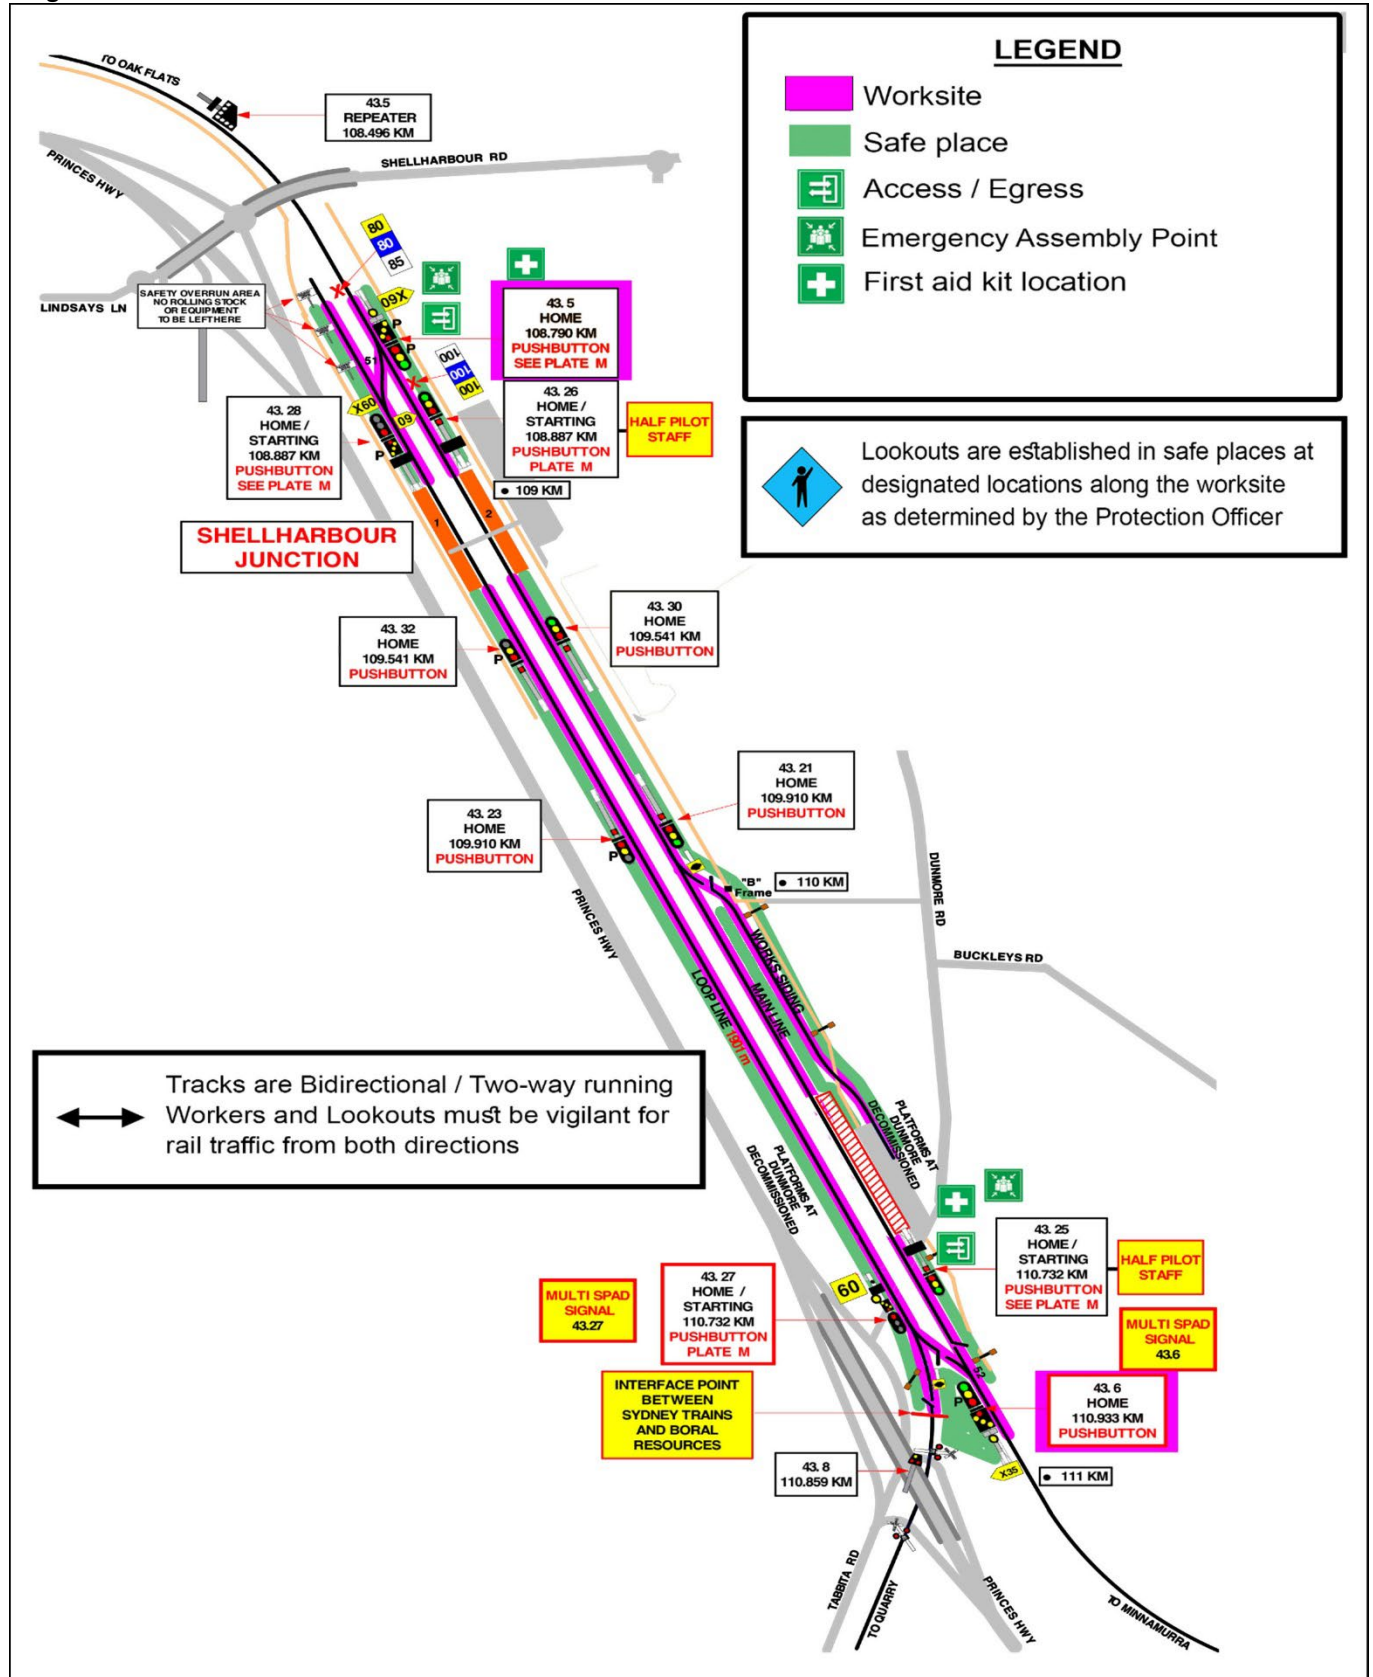 LEGEND
Worksite
Safe place
Access / Egress
Emergency Assembly Point
First aid kit location
TO OAK FLATS
43.5
REPEATER
108.496 KM
PRINCES HWY
SHELLHARBOUR RD
80
80
85
LINDSAYS LN
SAFETY OVERRUN AREA
NO ROLLING STOCK
OR EQUIPMENT
TO BE LEFTHERE
X60
P
P
43. 5
HOME
108.790 KM
PUSHBUTTON
SEE PLATE M
51
100
100
100
X60
60
P
43. 28
HOME /
STARTING
108.887 KM
PUSHBUTTON
SEE PLATE M
43. 26
HOME /
STARTING
108.887 KM
PUSHBUTTON
PLATE M
HALF PILOT
STAFF
Lookouts are established in safe places at
designated locations along the worksite
as determined by the Protection Officer
109 KM
1
2
SHELLHARBOUR
JUNCTION
43. 32
HOME
109.541 KM
PUSHBUTTON
P
43. 30
HOME
109.541 KM
PUSHBUTTON
43. 21
HOME
109.910 KM
PUSHBUTTON
43. 23
HOME
109.910 KM
PUSHBUTTON
P
"B"
Frame
110 KM
DUNMORE RD
BUCKLEYS RD
PRINCES HWY
WORKS SIDING
MAIN LINE
LOOP LINE 1901 m
Tracks are Bidirectional / Two-way running
Workers and Lookouts must be vigilant for
rail traffic from both directions
PLATFORMS AT
DUNMORE
DECOMMISSIONED
PLATFORMS AT
DUNMORE
DECOMMISSIONED
43. 25
HOME /
STARTING
110.732 KM
PUSHBUTTON
SEE PLATE M
HALF PILOT
STAFF
MULTI SPAD
SIGNAL
43.27
43. 27
HOME /
STARTING
110.732 KM
PUSHBUTTON
PLATE M
60
MULTI SPAD
SIGNAL
43.6
52
P
43. 6
HOME
110.933 KM
PUSHBUTTON
INTERFACE POINT
BETWEEN
SYDNEY TRAINS
AND BORAL
RESOURCES
43. 8
110.859 KM
X35
111 KM
TABBITA RD
TO QUARRY
PRINCES HWY
TO MINNAMURRA